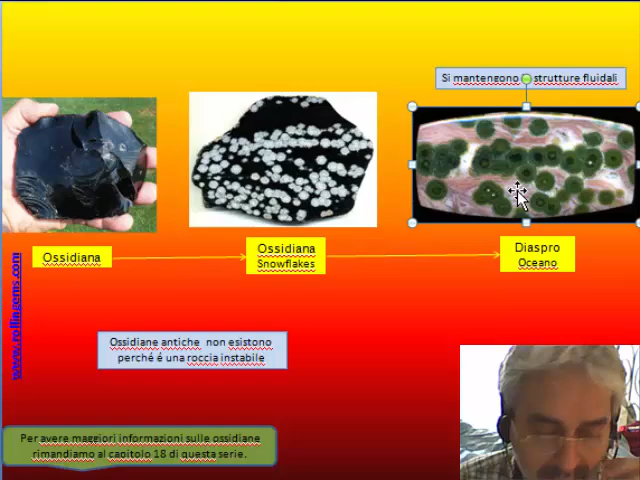 Si mantengono strutture fluidali
Ossidiana
Ossidiana
Snowflakes
Diaspro
Oceano
www.rollingems.com
Ossidiane antiche non esistono
perché é una roccia instabile
Per avere maggiori informazioni sulle ossidiane
rimandiamo al capitolo 18 di questa serie.